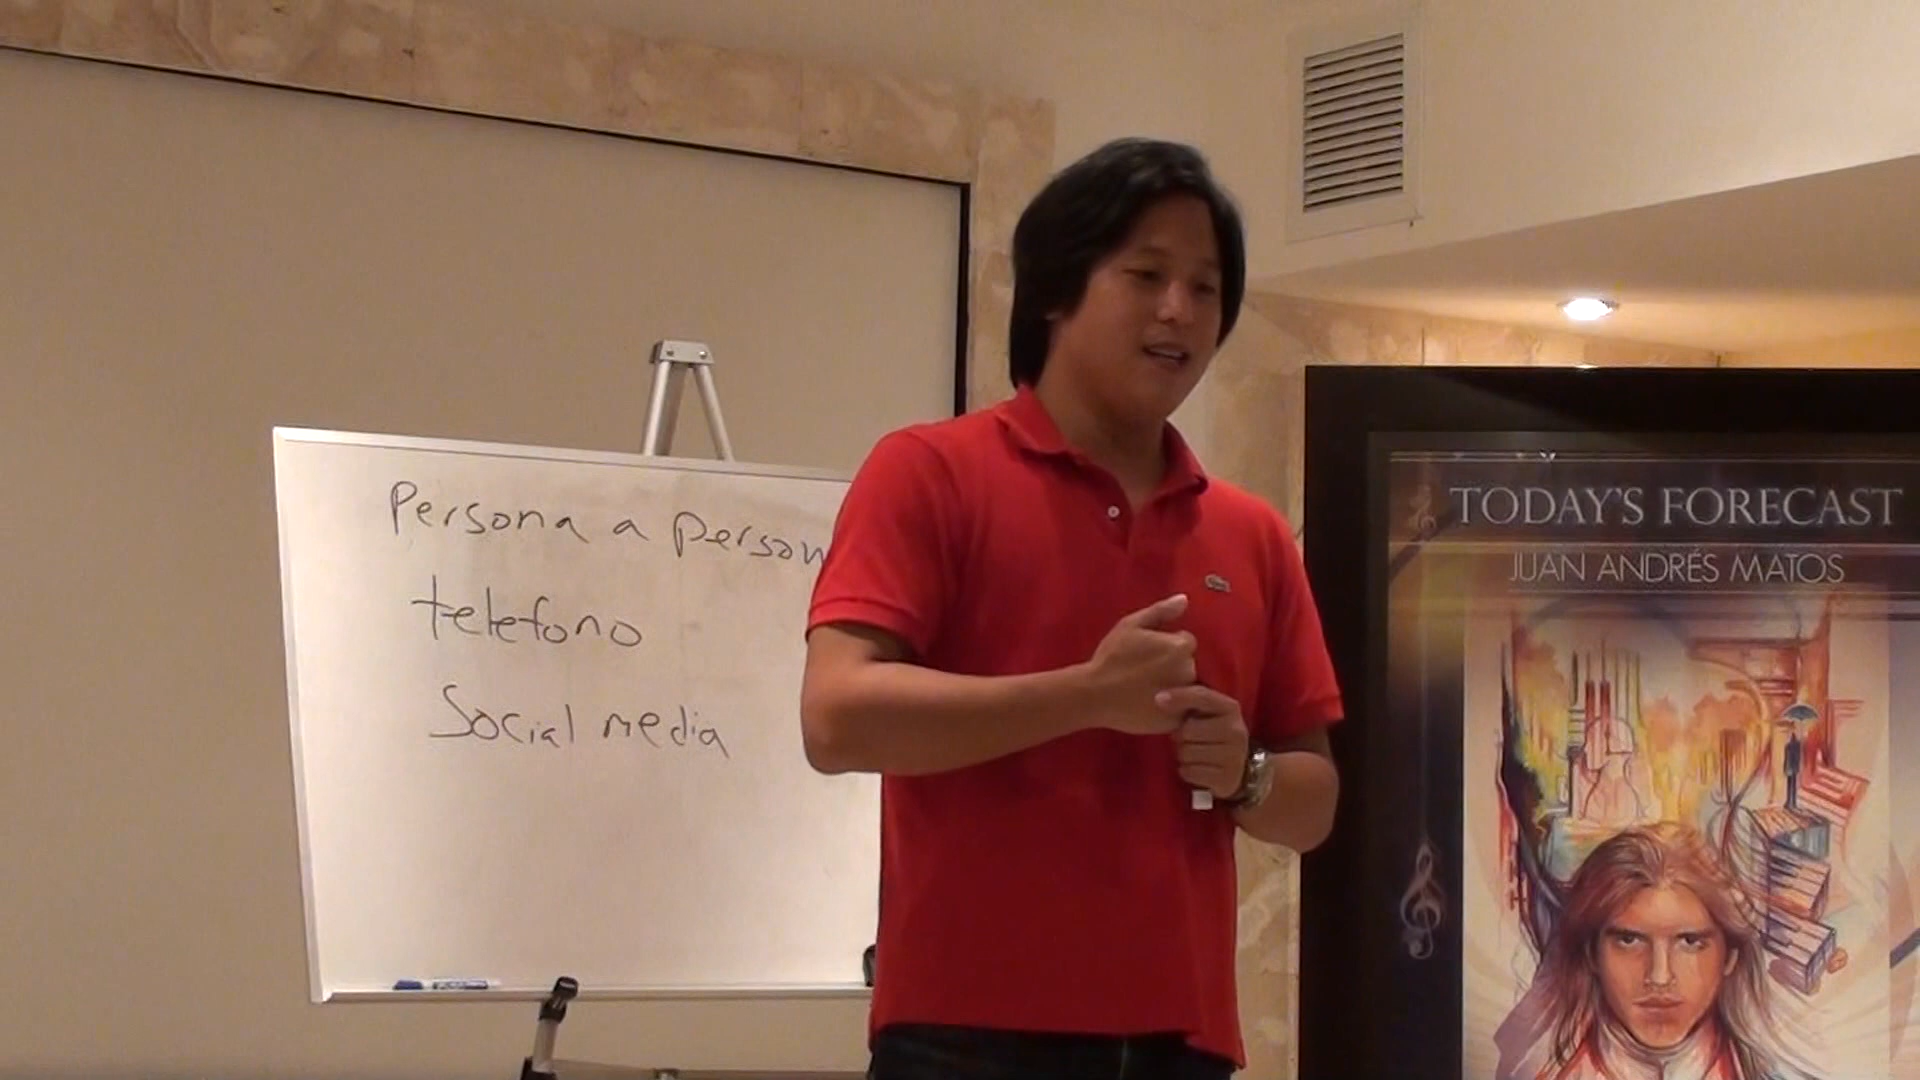 Persona a person
telefono
Social media
TODAY'S FORECAST
JUAN ANDRÉS MATOS